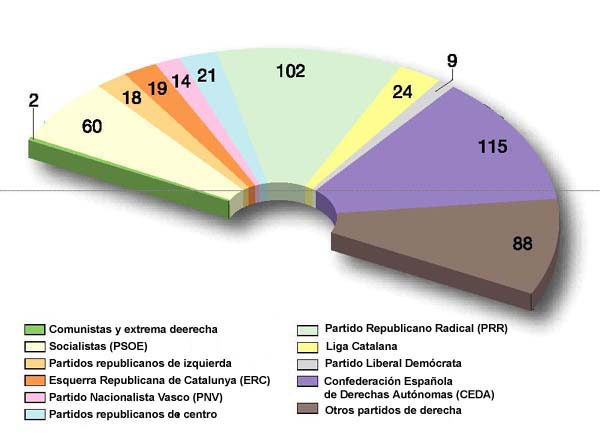 2
60
18
19
14
21
102
24
9
115
88
Comunistas y extrema deerecha
Socialistas (PSOE)
Partidos republicanos de izquierda
Esquerra Republicana de Catalunya (ERC)
Partido Nacionalista Vasco (PNV)
Partidos republicanos de centro
Partido Republicano Radical (PRR)
Liga Catalana
Partido Liberal Demócrata
Confederación Española
de Derechas Autónomas (CEDA)
Otros partidos de derecha